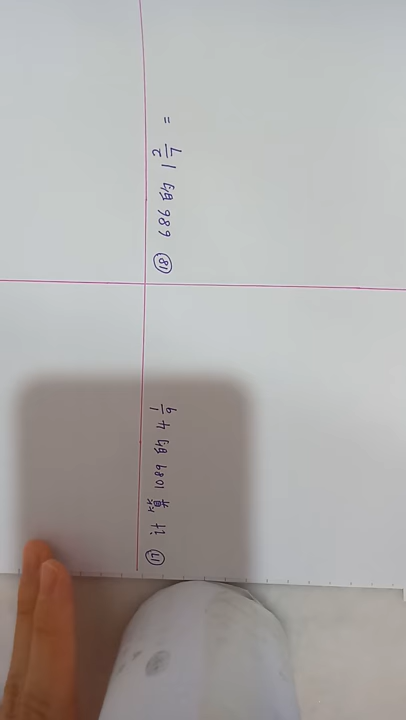 ⑰ 计算 1089 的 4 1/9
⑱ 686 的 1 2/7 =